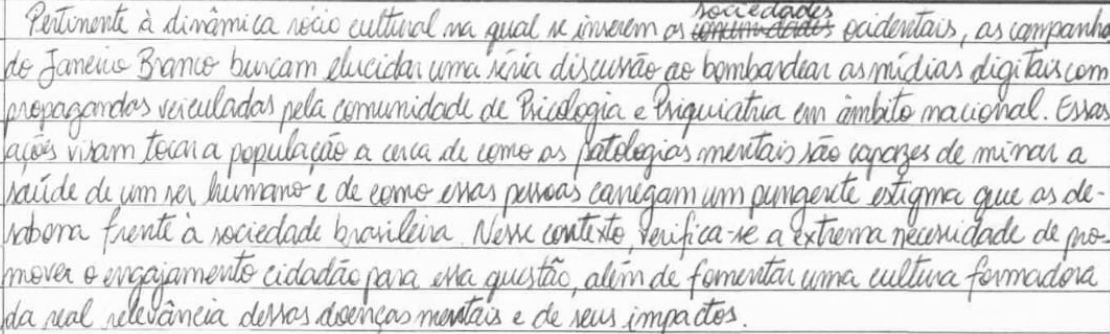 Pertinente à dinâmica sócio cultural na qual se inserem as sociedades ocidentais, as campanha
do Janeiro Branco buscam elucidar uma séria discussão ao bombardear as mídias digitais com
propagandas veiculadas pela comunidade de Psicologia e Psiquiatria em âmbito nacional. Essas
ações visam tocar a população a cerca de como as patologias mentais são capazes de minar a
saúde de um ser humano e de como essas pessoas carregam um pungente estigma que as de-
sabona frente à sociedade brasileira. Nesse contexto, verifica-se a extrema necessidade de pro-
mover o engajamento cidadão para essa questão, além de fomentar uma cultura formadora
da real relevância dessas doenças mentais e de seus impactos.